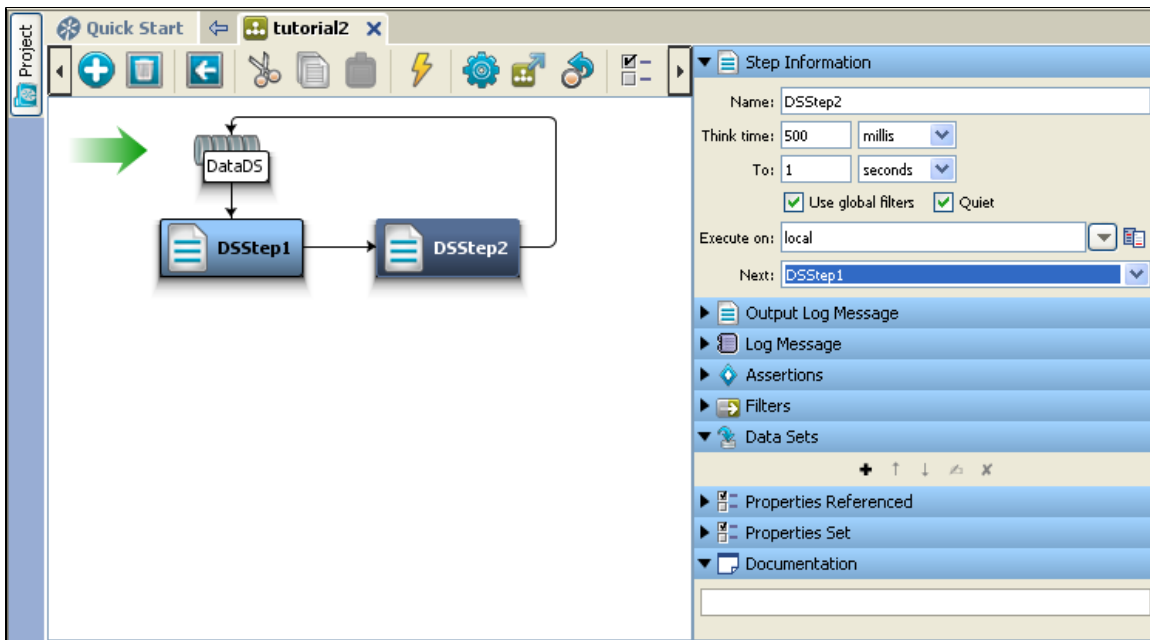 Project
Quick Start
tutorial2
DataDS
DSStep1
DSStep2
Step Information
Name: DSStep2
Think time: 500 millis
To: 1 seconds
Use global filters Quiet
Execute on: local
Next: DSStep1
Output Log Message
Log Message
Assertions
Filters
Data Sets
Properties Referenced
Properties Set
Documentation